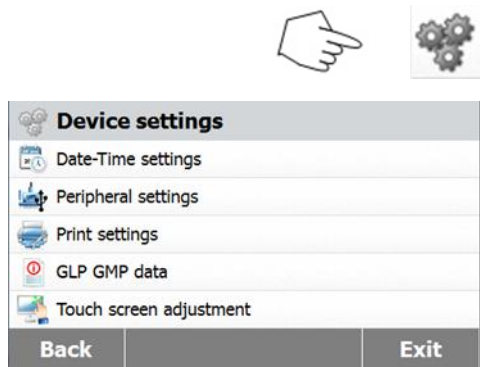 Device settings
Date-Time settings
Peripheral settings
Print settings
GLP GMP data
Touch screen adjustment
Back Exit